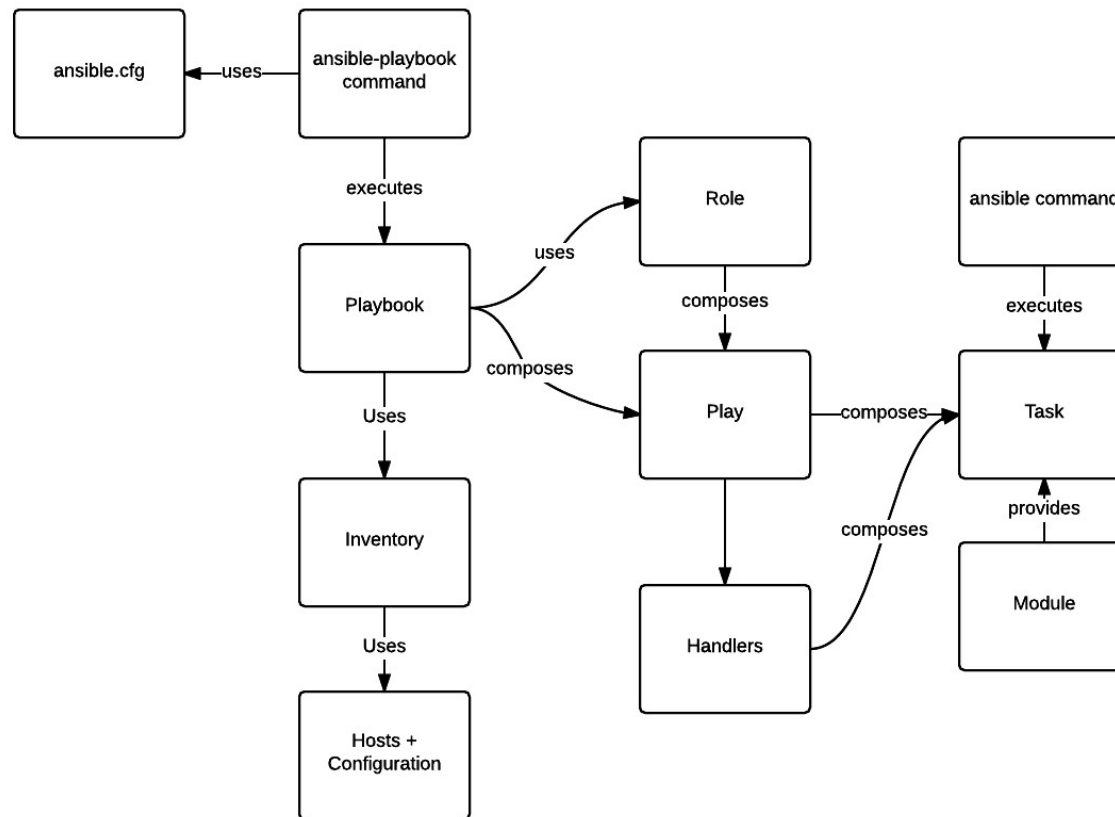 ansible.cfg
uses
ansible-playbook
command
executes
Role
ansible command
uses
Playbook
composes
executes
composes
Uses
Play
composes
Task
provides
Inventory
composes
Module
Uses
Handlers
Hosts +
Configuration